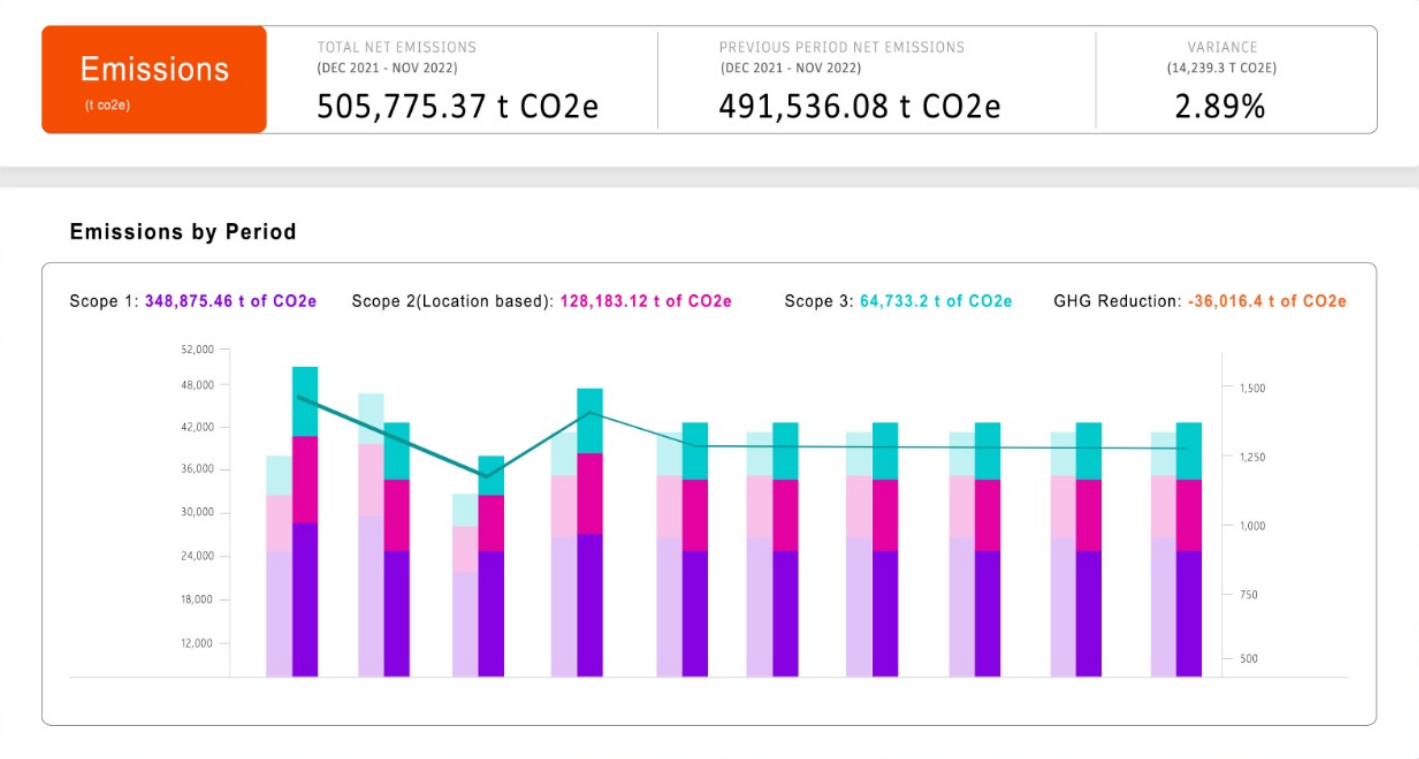 Emissions
(t co2e)
TOTAL NET EMISSIONS
(DEC 2021 - NOV 2022)
505,775.37 t CO2e
PREVIOUS PERIOD NET EMISSIONS
(DEC 2021 - NOV 2022)
491,536.08 t CO2e
VARIANCE
(14,239.3 T CO2E)
2.89%
Emissions by Period
Scope 1: 348,875.46 t of CO2e
Scope 2(Location based): 128,183.12 t of CO2e
Scope 3: 64,733.2 t of CO2e
GHG Reduction: -36,016.4 t of CO2e
52,000
48,000
42,000
36,000
30,000
24,000
18,000
12,000
1,500
1,250
1,000
750
500